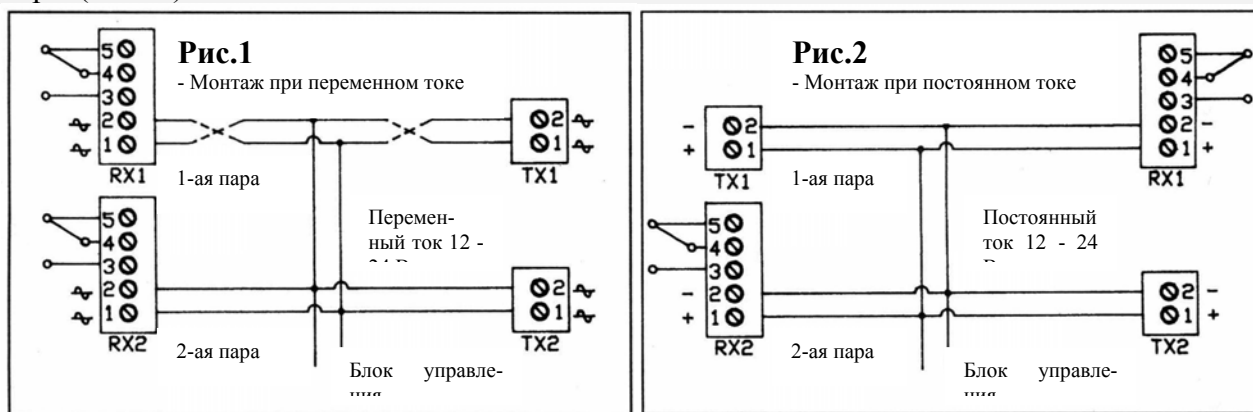 Рис.1
- Монтаж при переменном токе
5
4
3
2
1
RX1
2
1
TX1
1-ая пара
Перемен-
ный ток 12 -
5
4
3
2
1
RX2
2
1
TX2
2-ая пара
Блок управле-
ния
Рис.2
- Монтаж при постоянном токе
- 2
+ 1
TX1
5
4
3
2 -
1 +
RX1
1-ая пара
Постоянный
ток 12 - 24
5
4
3
- 2
+ 1
RX2
2 -
1 +
TX2
2-ая пара
Блок управле-
ния